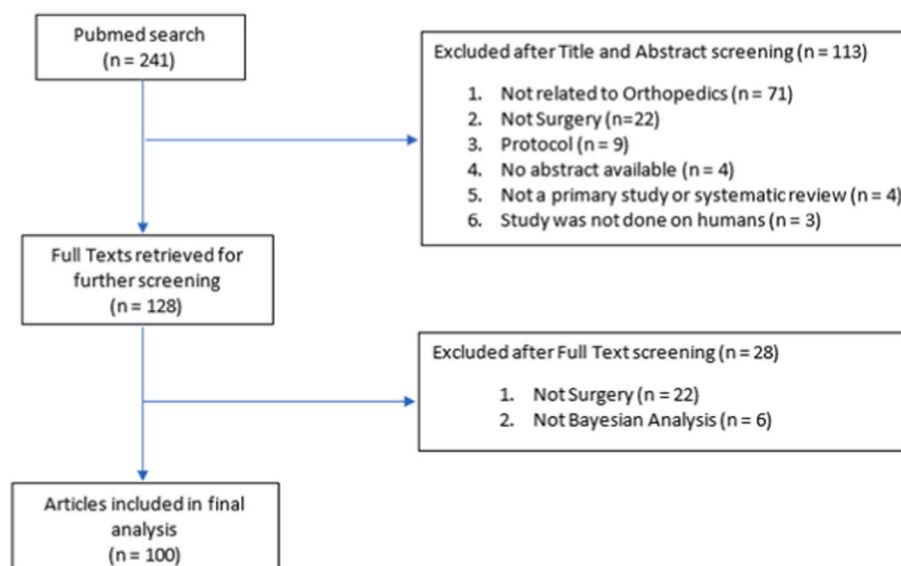 Pubmed search
(n = 241)
Excluded after Title and Abstract screening (n = 113)
1. Not related to Orthopedics (n = 71)
2. Not Surgery (n=22)
3. Protocol (n = 9)
4. No abstract available (n = 4)
5. Not a primary study or systematic review (n = 4)
6. Study was not done on humans (n = 3)
Full Texts retrieved for
further screening
(n = 128)
Excluded after Full Text screening (n = 28)
1. Not Surgery (n = 22)
2. Not Bayesian Analysis (n = 6)
Articles included in final
analysis
(n = 100)